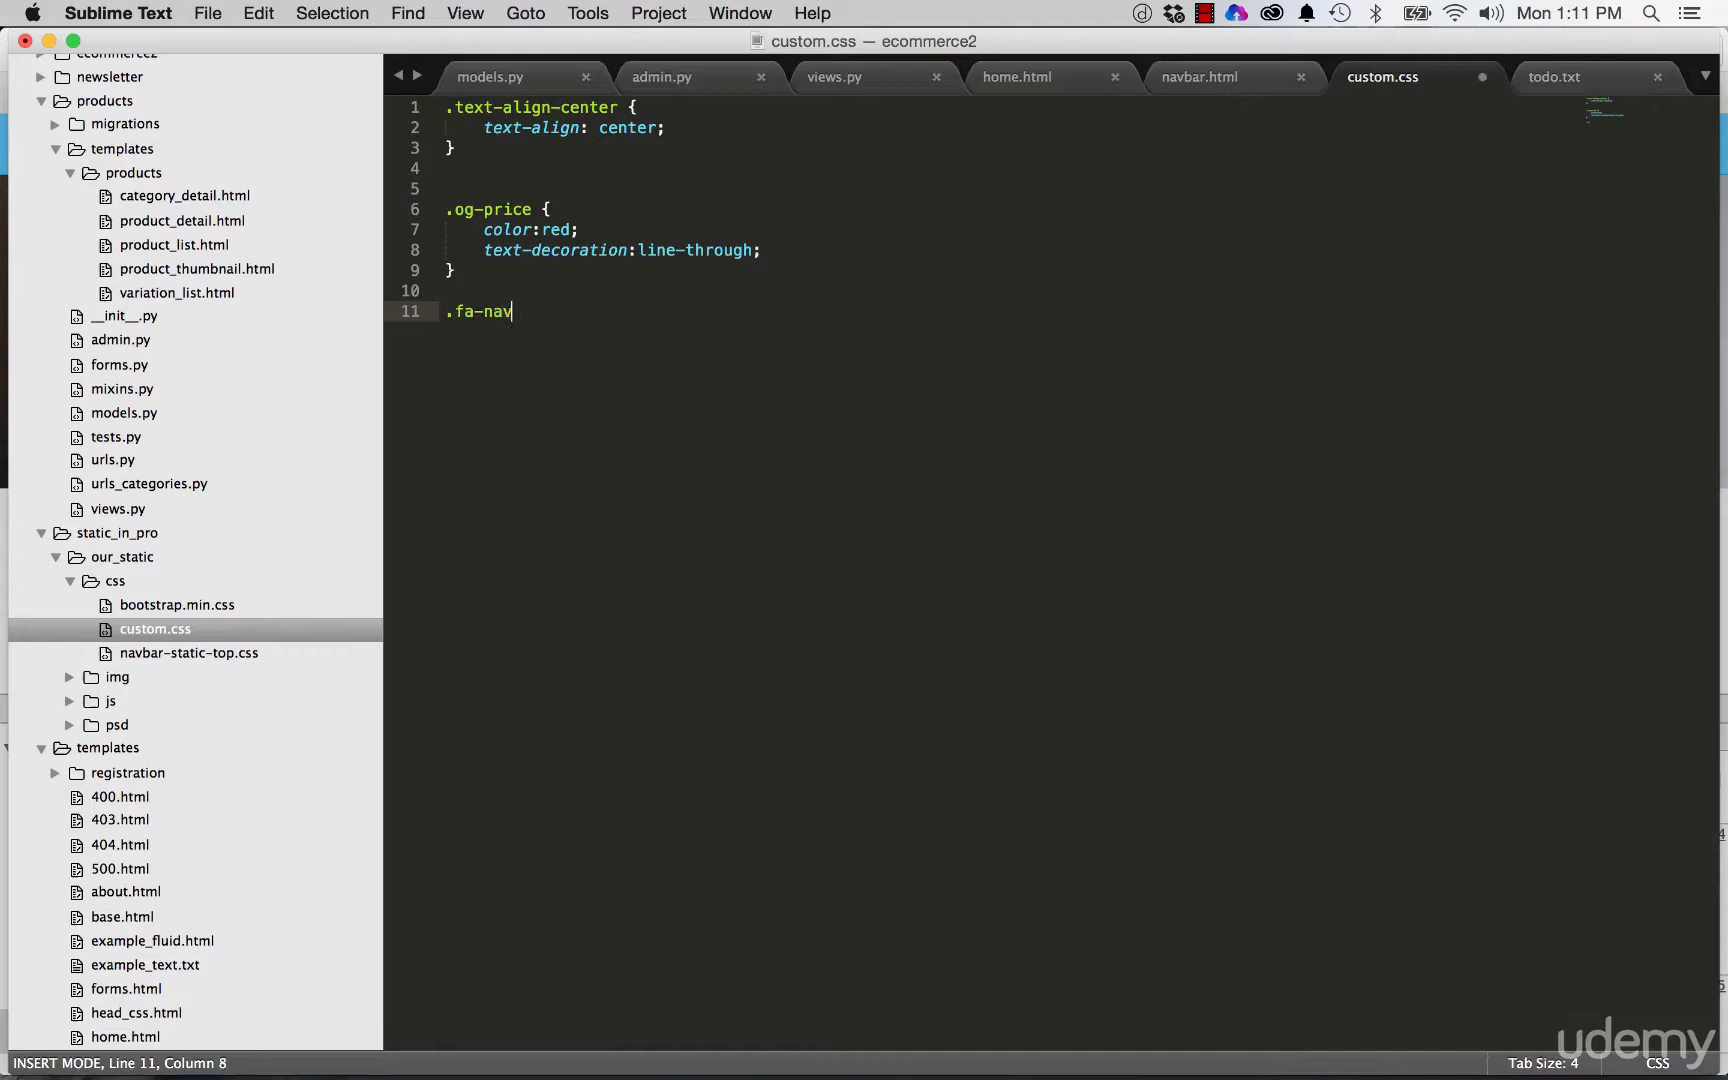 Sublime Text File Edit Selection Find View Goto Tools Project Window Help Mon 1:11 PM
custom.css — ecommerce2
ecommerce2
newsletter
products
migrations
templates
products
category_detail.html
product_detail.html
product_list.html
product_thumbnail.html
variation_list.html
__init__.py
admin.py
forms.py
mixins.py
models.py
tests.py
urls.py
urls_categories.py
views.py
static_in_pro
our_static
css
bootstrap.min.css
custom.css
navbar-static-top.css
img
js
psd
templates
registration
400.html
403.html
404.html
500.html
about.html
base.html
example_fluid.html
example_text.txt
forms.html
head_css.html
home.html
models.py admin.py views.py home.html navbar.html custom.css todo.txt
1 .text-align-center {
2 text-align: center;
3 }
4
5
6 .og-price {
7 color:red;
8 text-decoration:line-through;
9 }
10
11 .fa-nav
4
5
udemy
INSERT MODE, Line 11, Column 8 Tab Size: 4 CSS